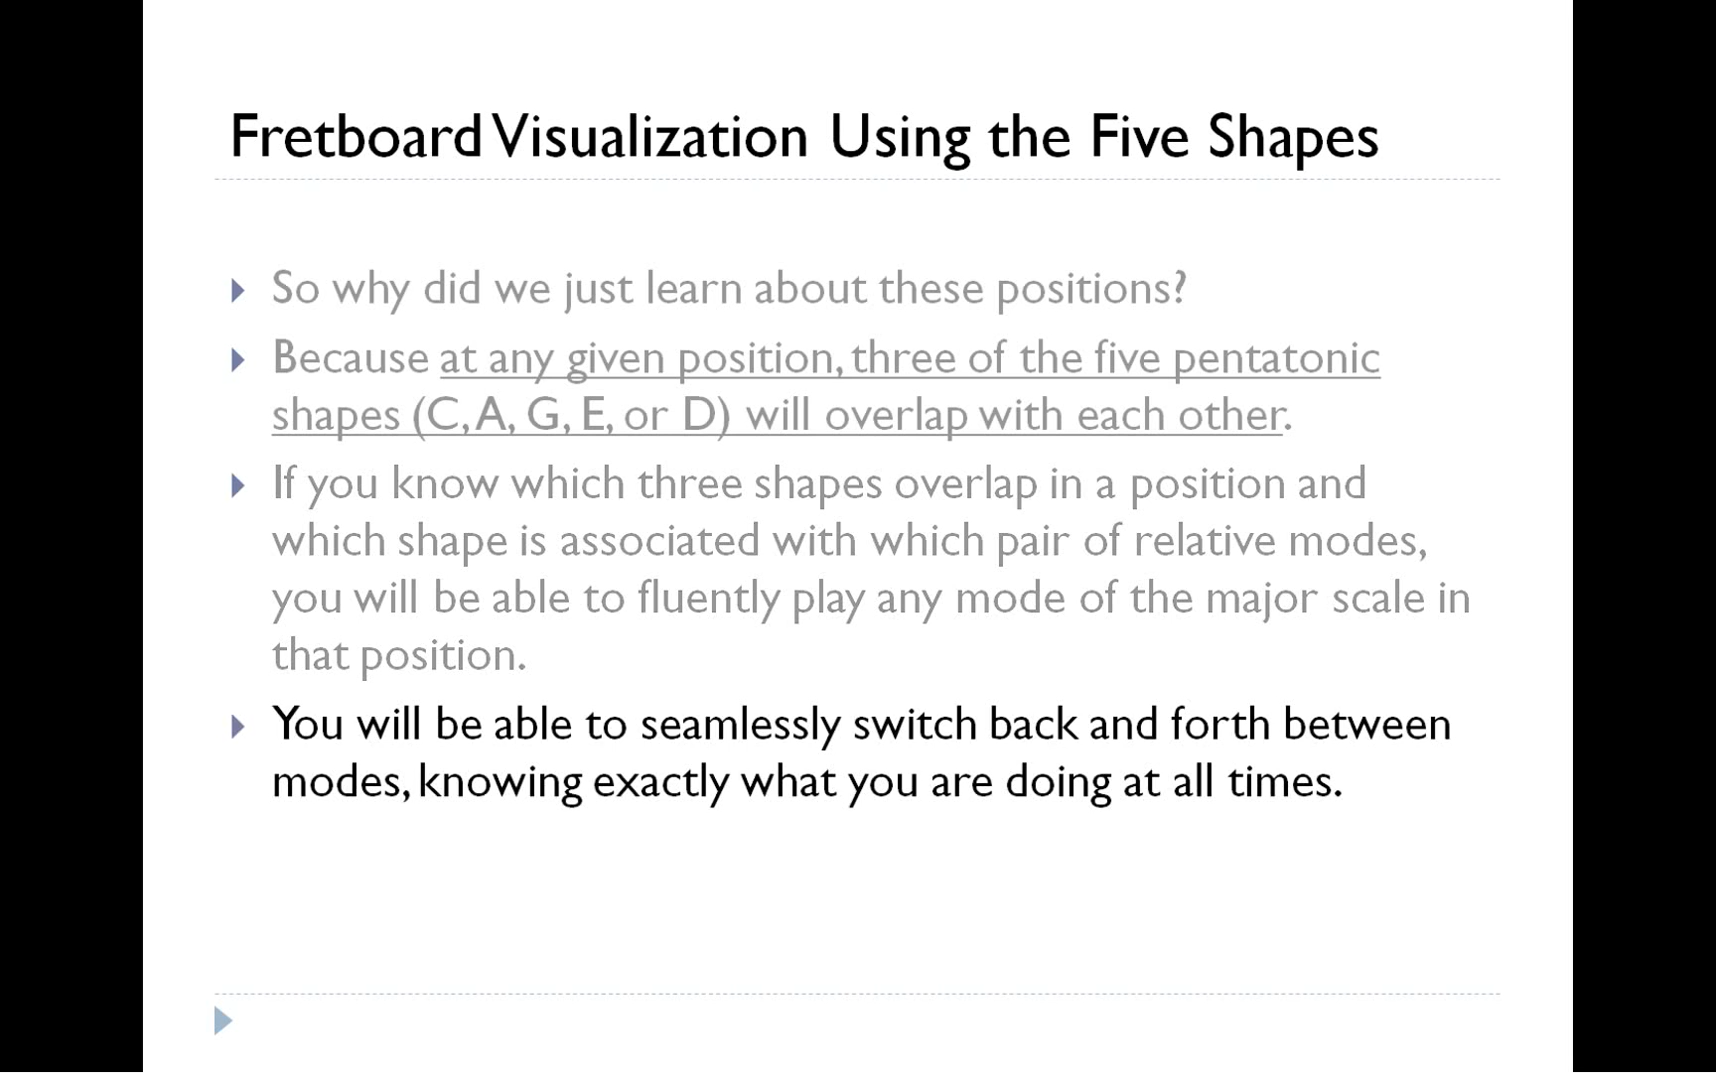 Fretboard Visualization Using the Five Shapes
So why did we just learn about these positions?
Because at any given position, three of the five pentatonic
shapes (C, A, G, E, or D) will overlap with each other.
If you know which three shapes overlap in a position and
which shape is associated with which pair of relative modes,
you will be able to fluently play any mode of the major scale in
that position.
You will be able to seamlessly switch back and forth between
modes, knowing exactly what you are doing at all times.